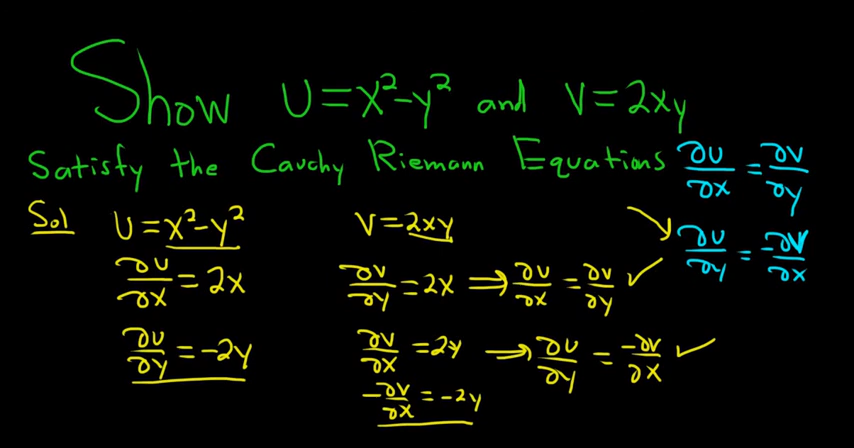 Show U = x² - y² and V = 2xy
Satisfy the Cauchy Riemann Equations ∂U/∂x = ∂V/∂y
∂U/∂y = -∂V/∂x
Sol U = x² - y² V = 2xy
∂U/∂x = 2x ∂V/∂y = 2x ⟹ ∂U/∂x = ∂V/∂y ✓
∂U/∂y = -2y ∂V/∂x = 2y ⟹ ∂U/∂y = -∂V/∂x ✓
-∂V/∂x = -2y